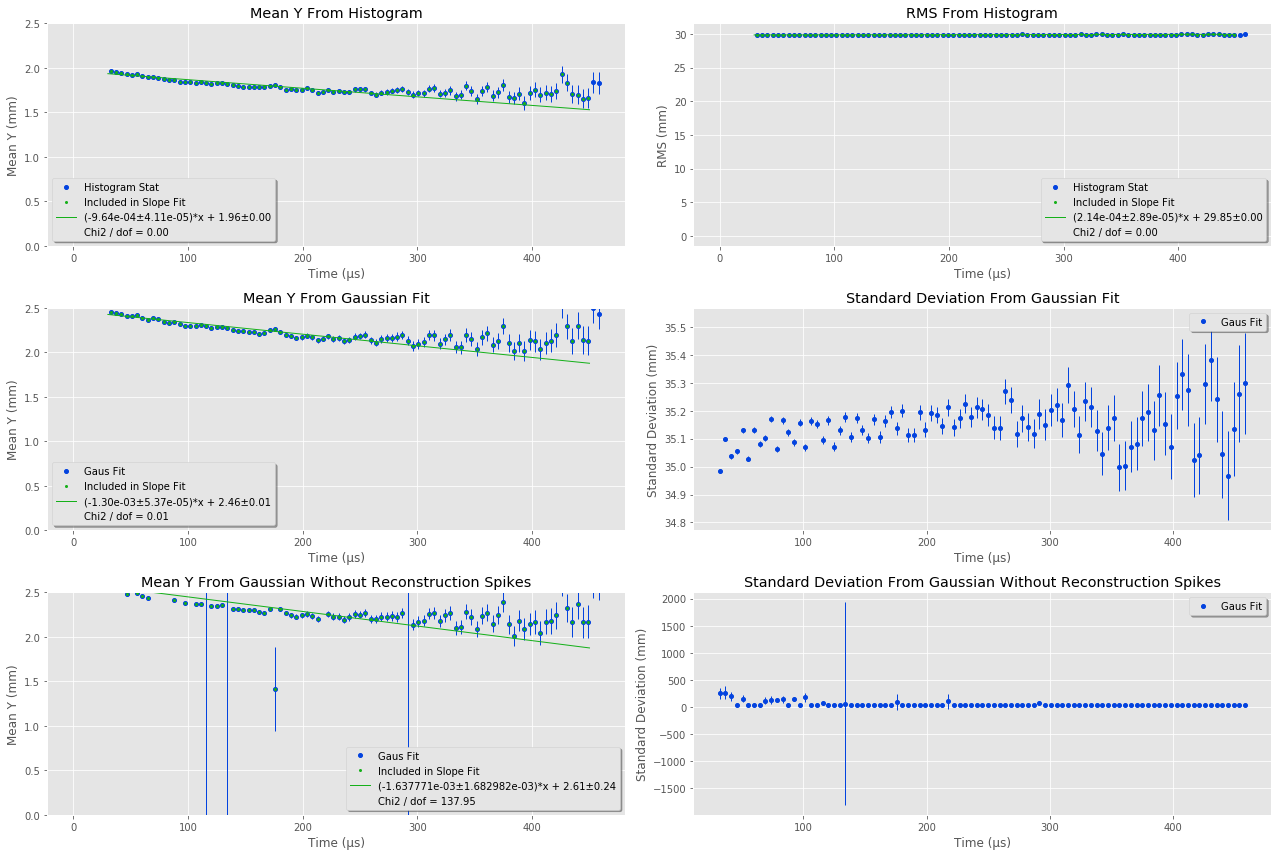 Mean Y From Histogram
2.5
2.0
1.5
1.0
0.5
0.0
Mean Y (mm)
Histogram Stat
Included in Slope Fit
(-9.64e-04±4.11e-05)*x + 1.96±0.00
Chi2 / dof = 0.00
0 100 200 300 400
Time (μs)
RMS From Histogram
30
25
20
15
10
5
0
RMS (mm)
Histogram Stat
Included in Slope Fit
(2.14e-04±2.89e-05)*x + 29.85±0.00
Chi2 / dof = 0.00
0 100 200 300 400
Time (μs)
Mean Y From Gaussian Fit
2.5
2.0
1.5
1.0
0.5
0.0
Mean Y (mm)
Gaus Fit
Included in Slope Fit
(-1.30e-03±5.37e-05)*x + 2.46±0.01
Chi2 / dof = 0.01
0 100 200 300 400
Time (μs)
Standard Deviation From Gaussian Fit
Gaus Fit
35.5
35.4
35.3
35.2
35.1
35.0
34.9
34.8
Standard Deviation (mm)
100 200 300 400
Time (μs)
Mean Y From Gaussian Without Reconstruction Spikes
2.5
2.0
1.5
1.0
0.5
0.0
Mean Y (mm)
Gaus Fit
Included in Slope Fit
(-1.637771e-03±1.682982e-03)*x + 2.61±0.24
Chi2 / dof = 137.95
0 100 200 300 400
Time (μs)
Standard Deviation From Gaussian Without Reconstruction Spikes
Gaus Fit
2000
1500
1000
500
0
−500
−1000
−1500
Standard Deviation (mm)
100 200 300 400
Time (μs)